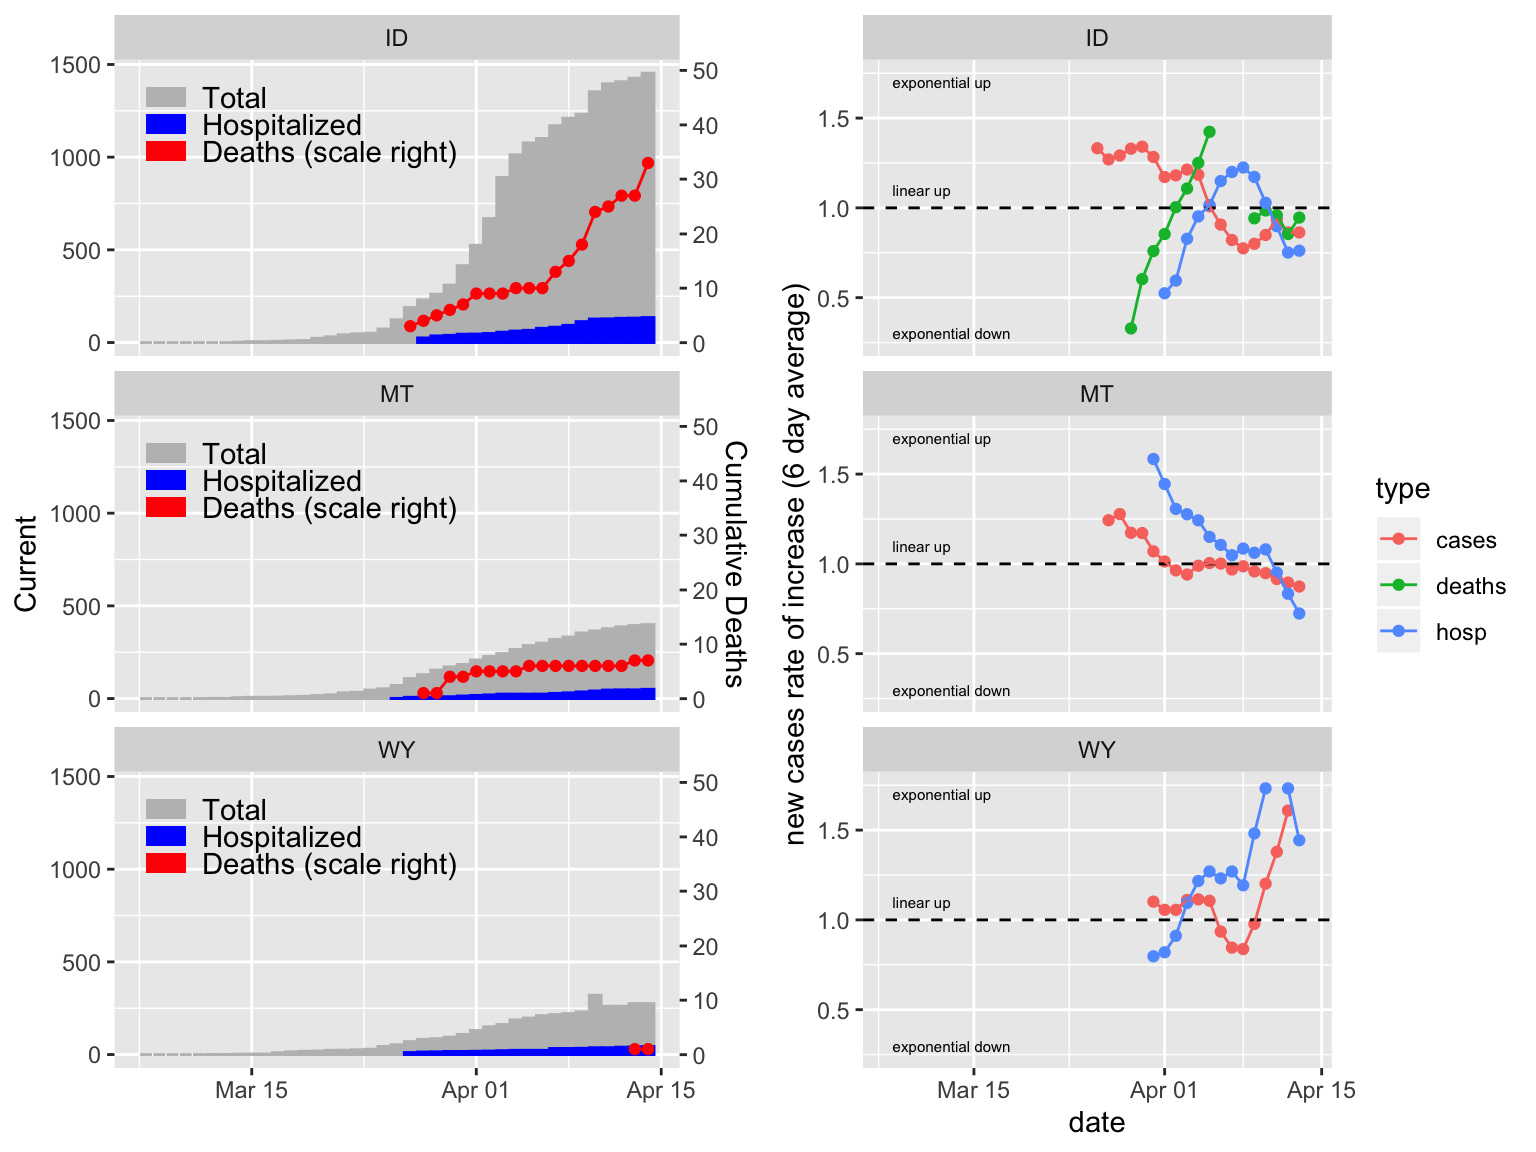 ID
1500
1000
500
0
Total
Hospitalized
Deaths (scale right)
50
40
30
20
10
0
MT
1500
1000
500
0
Total
Hospitalized
Deaths (scale right)
50
40
30
20
10
0
WY
1500
1000
500
0
Total
Hospitalized
Deaths (scale right)
50
40
30
20
10
0
Mar 15
Apr 01
Apr 15
Current
Cumulative Deaths
ID
1.5
1.0
0.5
exponential up
linear up
exponential down
MT
1.5
1.0
0.5
exponential up
linear up
exponential down
WY
1.5
1.0
0.5
exponential up
linear up
exponential down
Mar 15
Apr 01
Apr 15
date
new cases rate of increase (6 day average)
type
cases
deaths
hosp